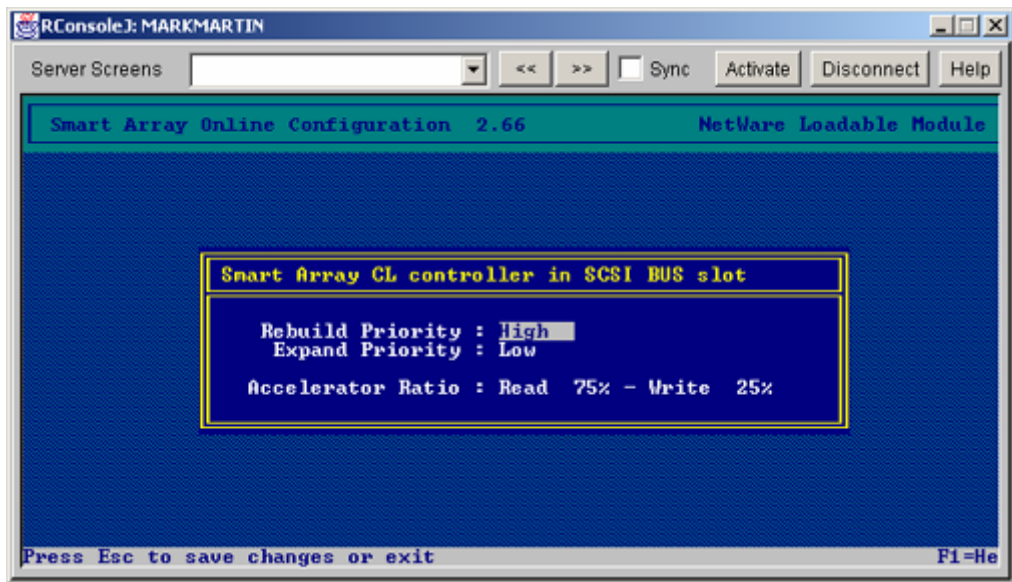 RConsoleJ: MARKMARTIN
Server Screens << >> Sync Activate Disconnect Help
Smart Array Online Configuration 2.66 NetWare Loadable Module
Smart Array CL controller in SCSI BUS slot
Rebuild Priority : High
Expand Priority : Low
Accelerator Ratio : Read 75% - Write 25%
Press Esc to save changes or exit F1=He